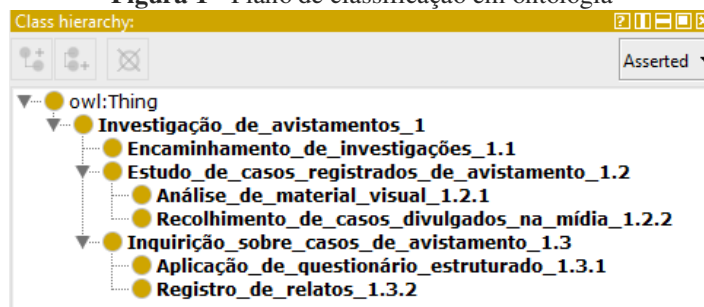 Figura 1 - Plano de classificação em ontologia
Class hierarchy:
Asserted
owl:Thing
Investigação_de_avistamentos_1
Encaminhamento_de_investigações_1.1
Estudo_de_casos_registrados_de_avistamento_1.2
Análise_de_material_visual_1.2.1
Recolhimento_de_casos_divulgados_na_mídia_1.2.2
Inquirição_sobre_casos_de_avistamento_1.3
Aplicação_de_questionário_estruturado_1.3.1
Registro_de_relatos_1.3.2